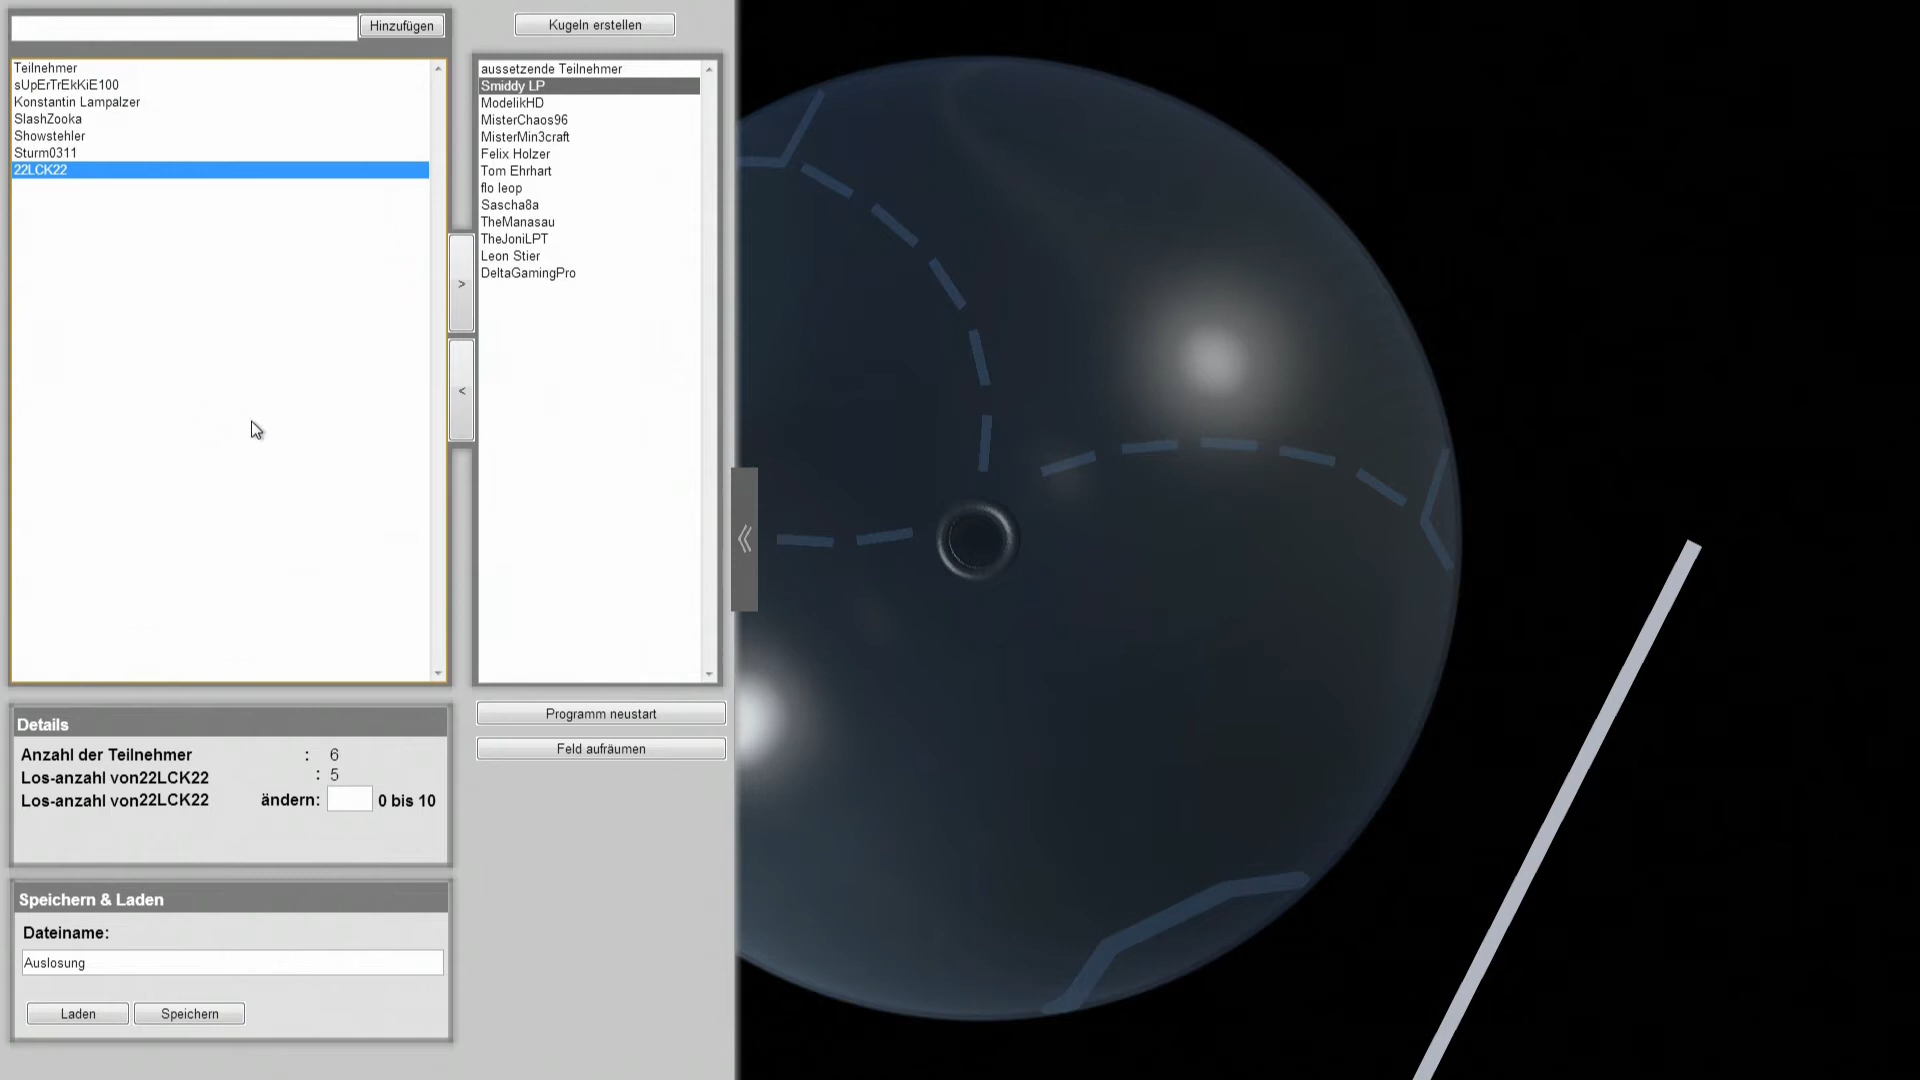 Hinzufügen
Kugeln erstellen
Teilnehmer
sUpErTrEkKiE100
Konstantin Lampalzer
SlashZooka
Showstehler
Sturm0311
22LCK22
aussetzende Teilnehmer
Smiddy LP
ModelikHD
MisterChaos96
MisterMin3craft
Felix Holzer
Tom Ehrhart
flo leop
Sascha8a
TheManasau
TheJoniLPT
Leon Stier
DeltaGamingPro
>
<
Programm neustart
Feld aufräumen
Details
Anzahl der Teilnehmer : 6
Los-anzahl von22LCK22 : 5
Los-anzahl von22LCK22 ändern: 0 bis 10
Speichern & Laden
Dateiname:
Auslosung
Laden Speichern